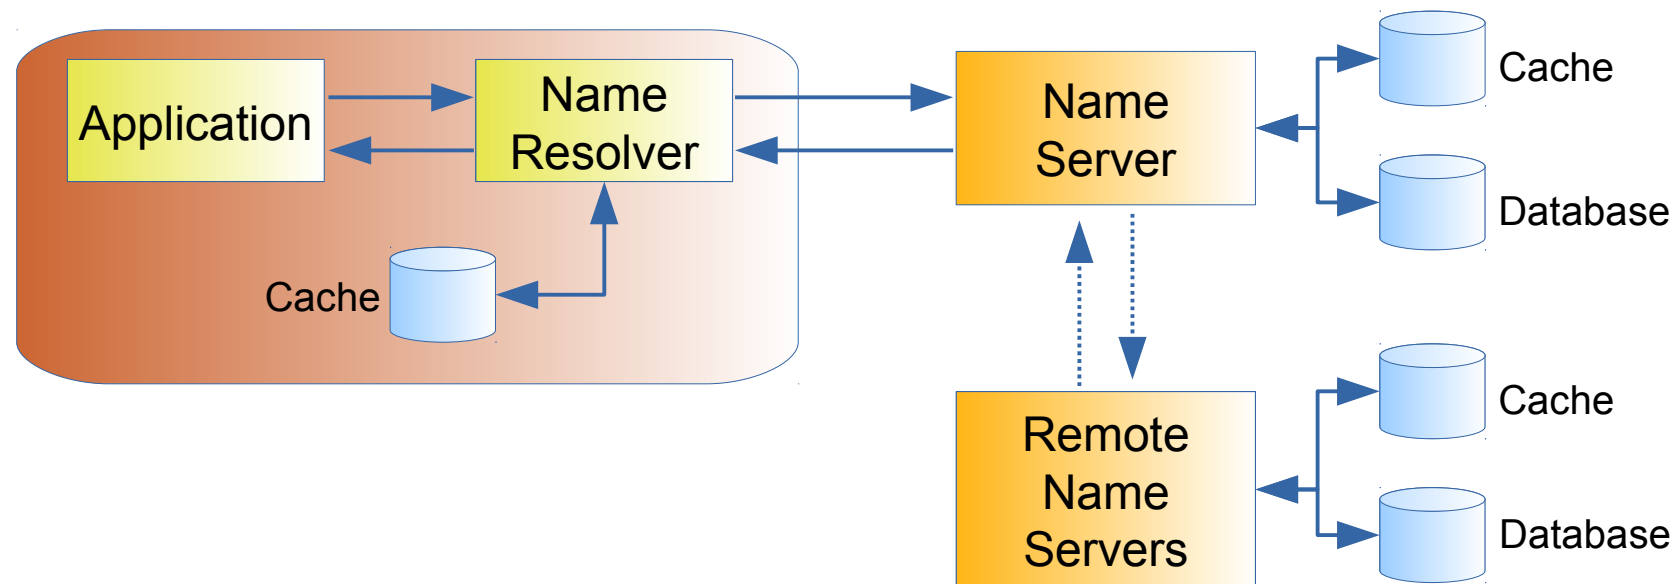 Application
Name
Resolver
Cache
Name
Server
Cache
Database
Remote
Name
Servers
Cache
Database